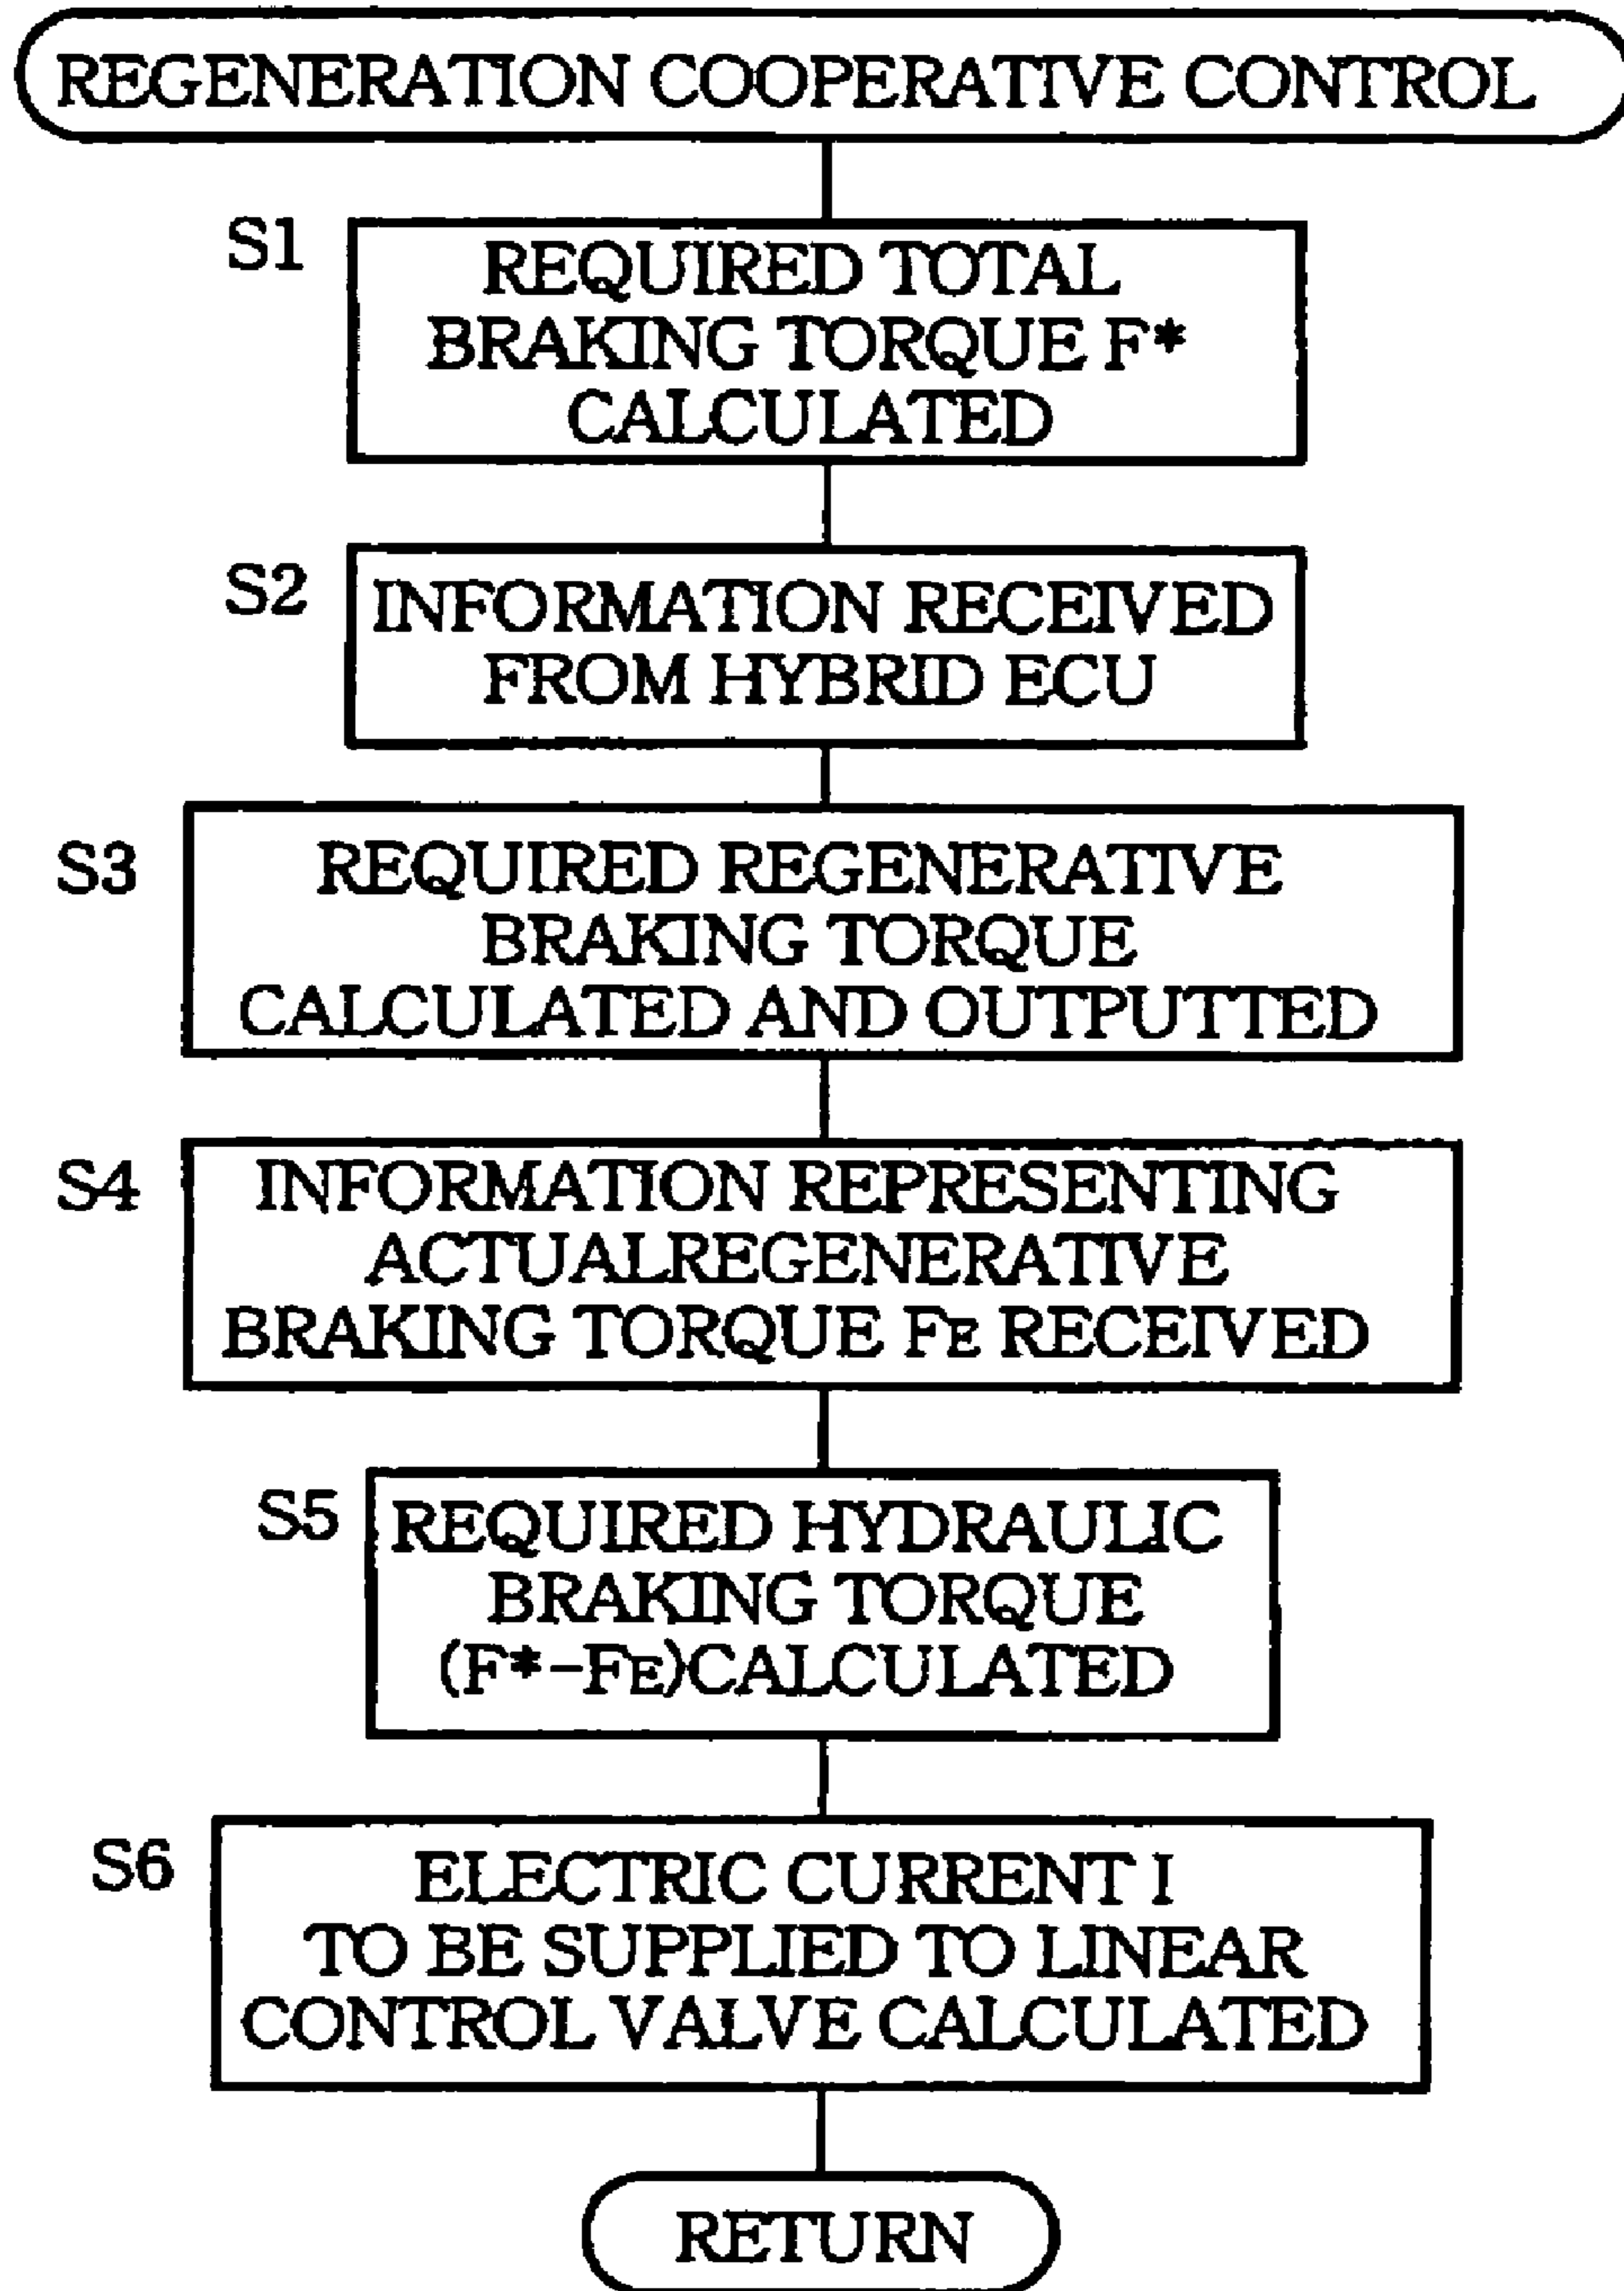 REGENERATION COOPERATIVE CONTROL
S1
REQUIRED TOTAL
BRAKING TORQUE F*
CALCULATED
S2
INFORMATION RECEIVED
FROM HYBRID ECU
S3
REQUIRED REGENERATIVE
BRAKING TORQUE
CALCULATED AND OUTPUTTED
S4
INFORMATION REPRESENTING
ACTUALREGENERATIVE
BRAKING TORQUE FE RECEIVED
S5
REQUIRED HYDRAULIC
BRAKING TORQUE
(F*-FE)CALCULATED
S6
ELECTRIC CURRENT I
TO BE SUPPLIED TO LINEAR
CONTROL VALVE CALCULATED
RETURN